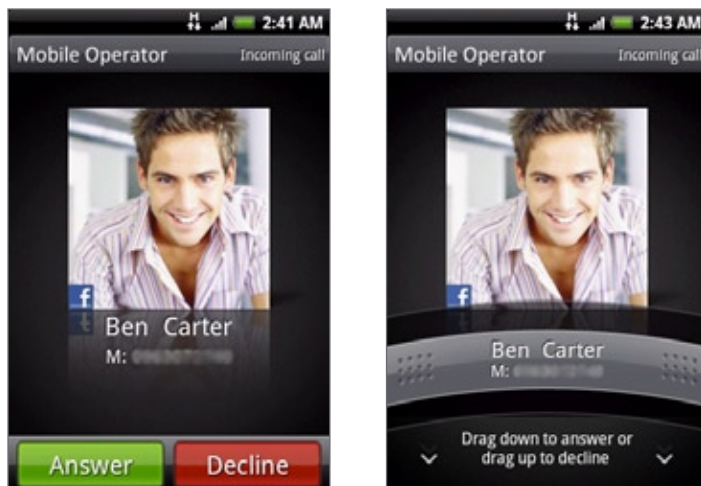 H
2:41 AM
Mobile Operator
Incoming call
f
Ben Carter
M:
Answer
Decline
H
2:43 AM
Mobile Operator
Incoming call
f
Ben Carter
M:
Drag down to answer or
drag up to decline